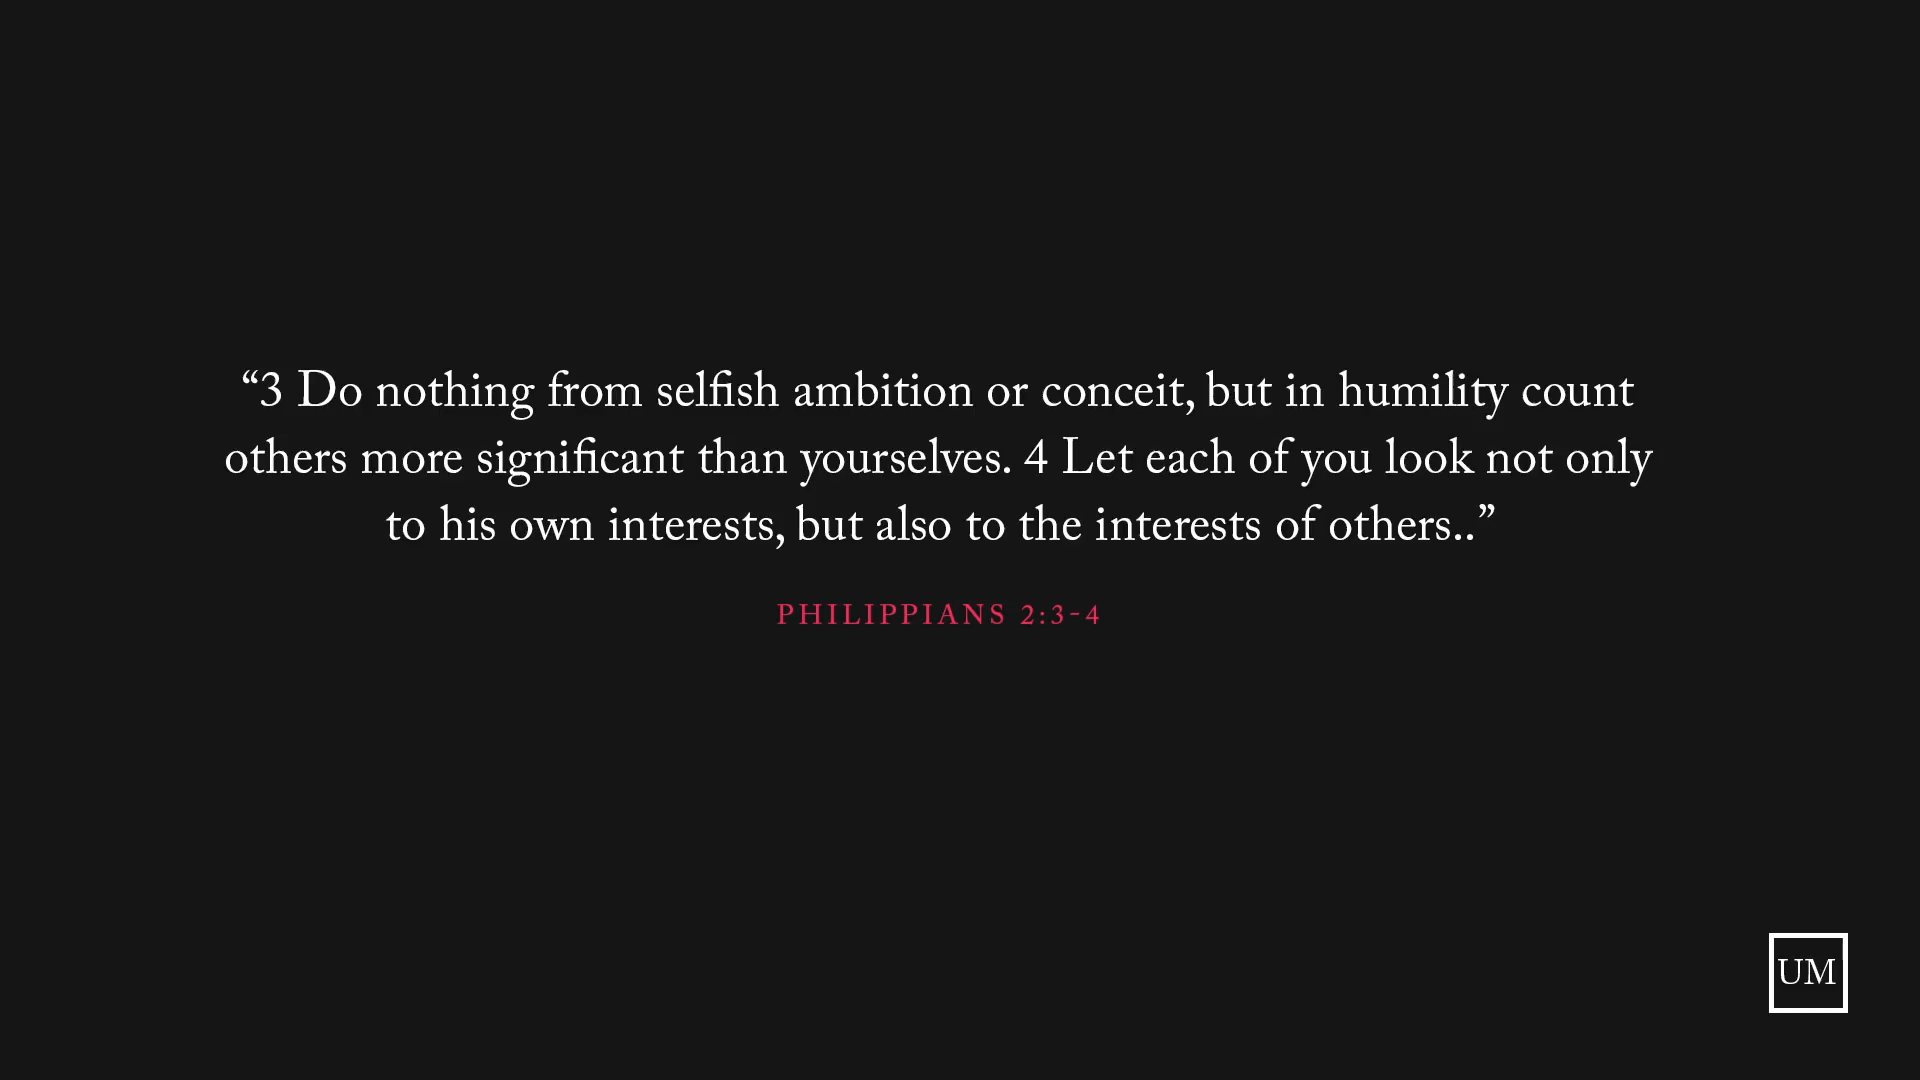 “3 Do nothing from selfish ambition or conceit, but in humility count
others more significant than yourselves. 4 Let each of you look not only
to his own interests, but also to the interests of others..”
PHILIPPIANS 2:3-4
UM